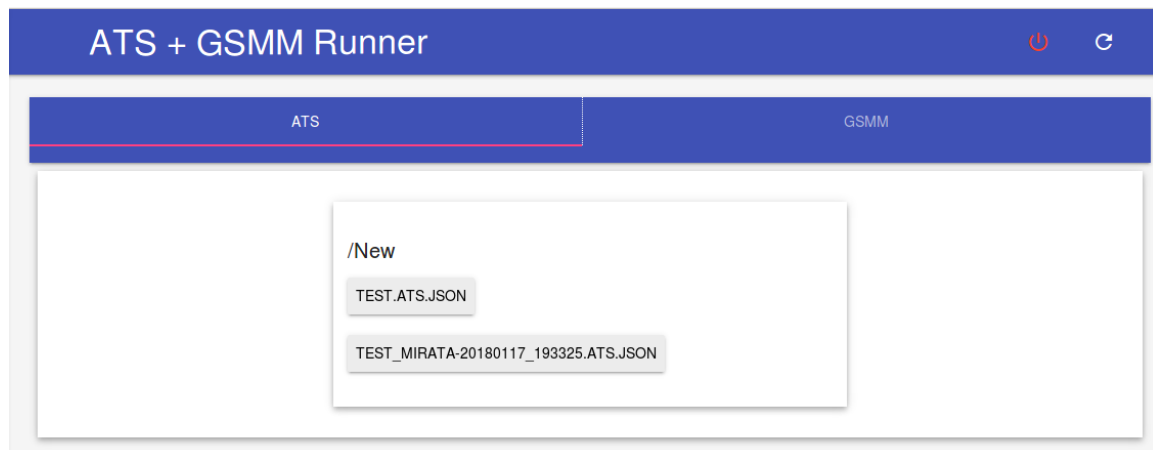 ATS + GSMM Runner
ATS
GSMM
/New
TEST.ATS.JSON
TEST_MIRATA-20180117_193325.ATS.JSON